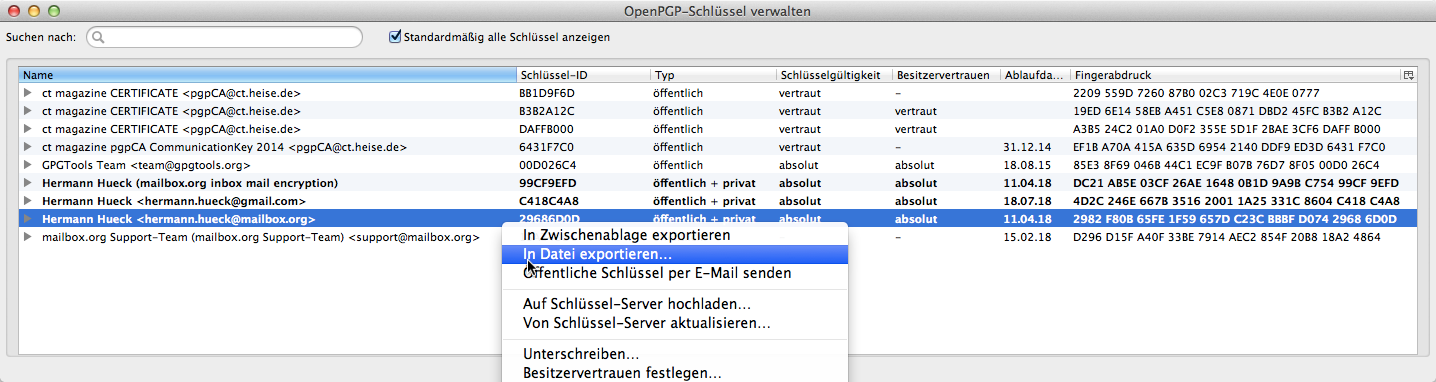 OpenPGP-Schlüssel verwalten
Suchen nach: Standardmäßig alle Schlüssel anzeigen
Name Schlüssel-ID Typ Schlüsselgültigkeit Besitzervertrauen Ablaufda... Fingerabdruck
ct magazine CERTIFICATE <pgpCA@ct.heise.de> BB1D9F6D öffentlich vertraut – 2209 559D 7260 87B0 02C3 719C 4E0E 0777
ct magazine CERTIFICATE <pgpCA@ct.heise.de> B3B2A12C öffentlich vertraut vertraut 19ED 6E14 58EB A451 C5E8 0871 DBD2 45FC B3B2 A12C
ct magazine CERTIFICATE <pgpCA@ct.heise.de> DAFFB000 öffentlich vertraut vertraut A3B5 24C2 01A0 D0F2 355E 5D1F 2BAE 3CF6 DAFF B000
ct magazine pgpCA CommunicationKey 2014 <pgpCA@ct.heise.de> 6431F7C0 öffentlich vertraut – 31.12.14 EF1B A70A 415A 635D 6954 2140 DDF9 ED3D 6431 F7C0
GPGTools Team <team@gpgtools.org> 00D026C4 öffentlich absolut absolut 18.08.15 85E3 8F69 046B 44C1 EC9F B07B 76D7 8F05 00D0 26C4
Hermann Hueck (mailbox.org inbox mail encryption) 99CF9EFD öffentlich + privat absolut absolut 11.04.18 DC21 AB5E 03CF 26AE 1648 0B1D 9A9B C754 99CF 9EFD
Hermann Hueck <hermann.hueck@gmail.com> C418C4A8 öffentlich + privat absolut absolut 18.07.18 4D2C 246E 667B 3516 2001 1A25 331C 8604 C418 C4A8
Hermann Hueck <hermann.hueck@mailbox.org> 29686D0D öffentlich + privat absolut absolut 11.04.18 2982 F80B 65FE 1F59 657D C23C BBBF D074 2968 6D0D
mailbox.org Support-Team (mailbox.org Support-Team) <support@mailbox.org> – 15.02.18 D296 D15F A40F 33BE 7914 AEC2 854F 20B8 18A2 4864
In Zwischenablage exportieren
In Datei exportieren...
Öffentliche Schlüssel per E-Mail senden
Auf Schlüssel-Server hochladen...
Von Schlüssel-Server aktualisieren...
Unterschreiben...
Besitzervertrauen festlegen...